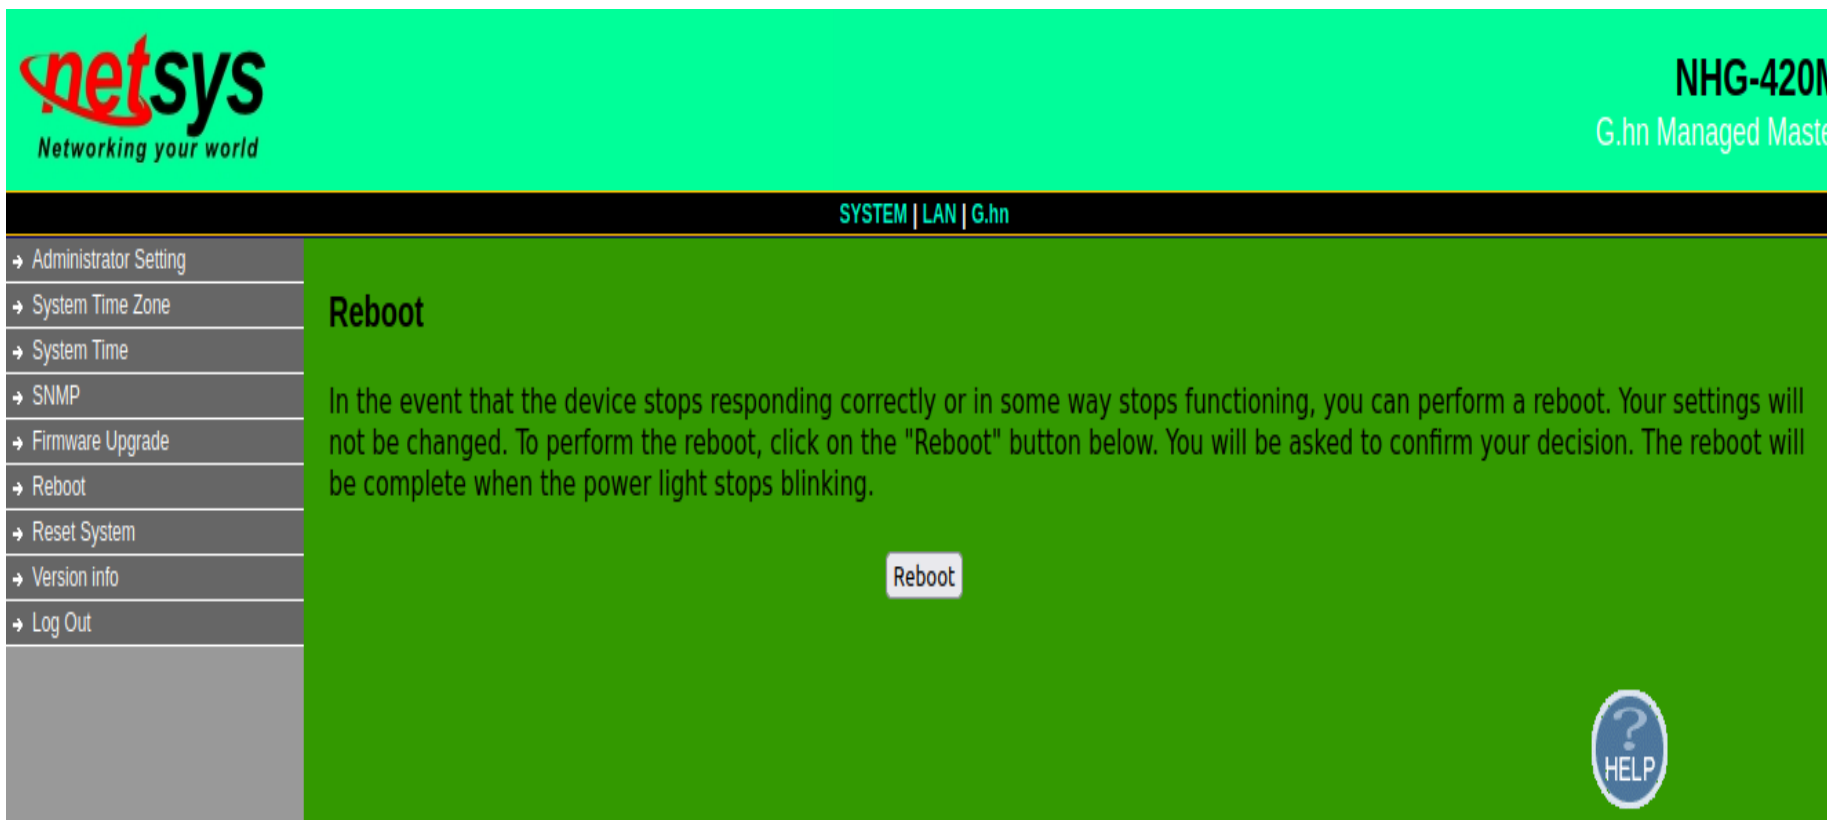 netsys
Networking your world
NHG-420M
G.hn Managed Maste
SYSTEM | LAN | G.hn
Administrator Setting
System Time Zone
System Time
SNMP
Firmware Upgrade
Reboot
Reset System
Version info
Log Out
Reboot
In the event that the device stops responding correctly or in some way stops functioning, you can perform a reboot. Your settings will
not be changed. To perform the reboot, click on the "Reboot" button below. You will be asked to confirm your decision. The reboot will
be complete when the power light stops blinking.
Reboot
?
HELP